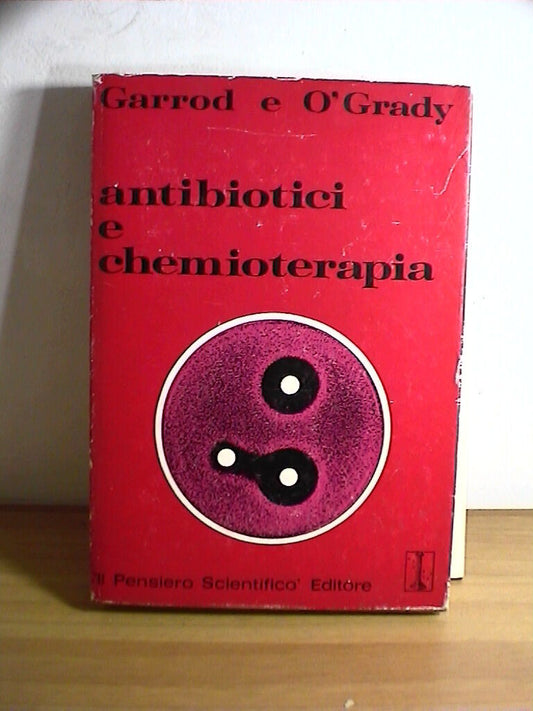 Garrod e O'Grady
antibiotici
e
chemioterapia
'Il Pensiero Scientifico' Editore